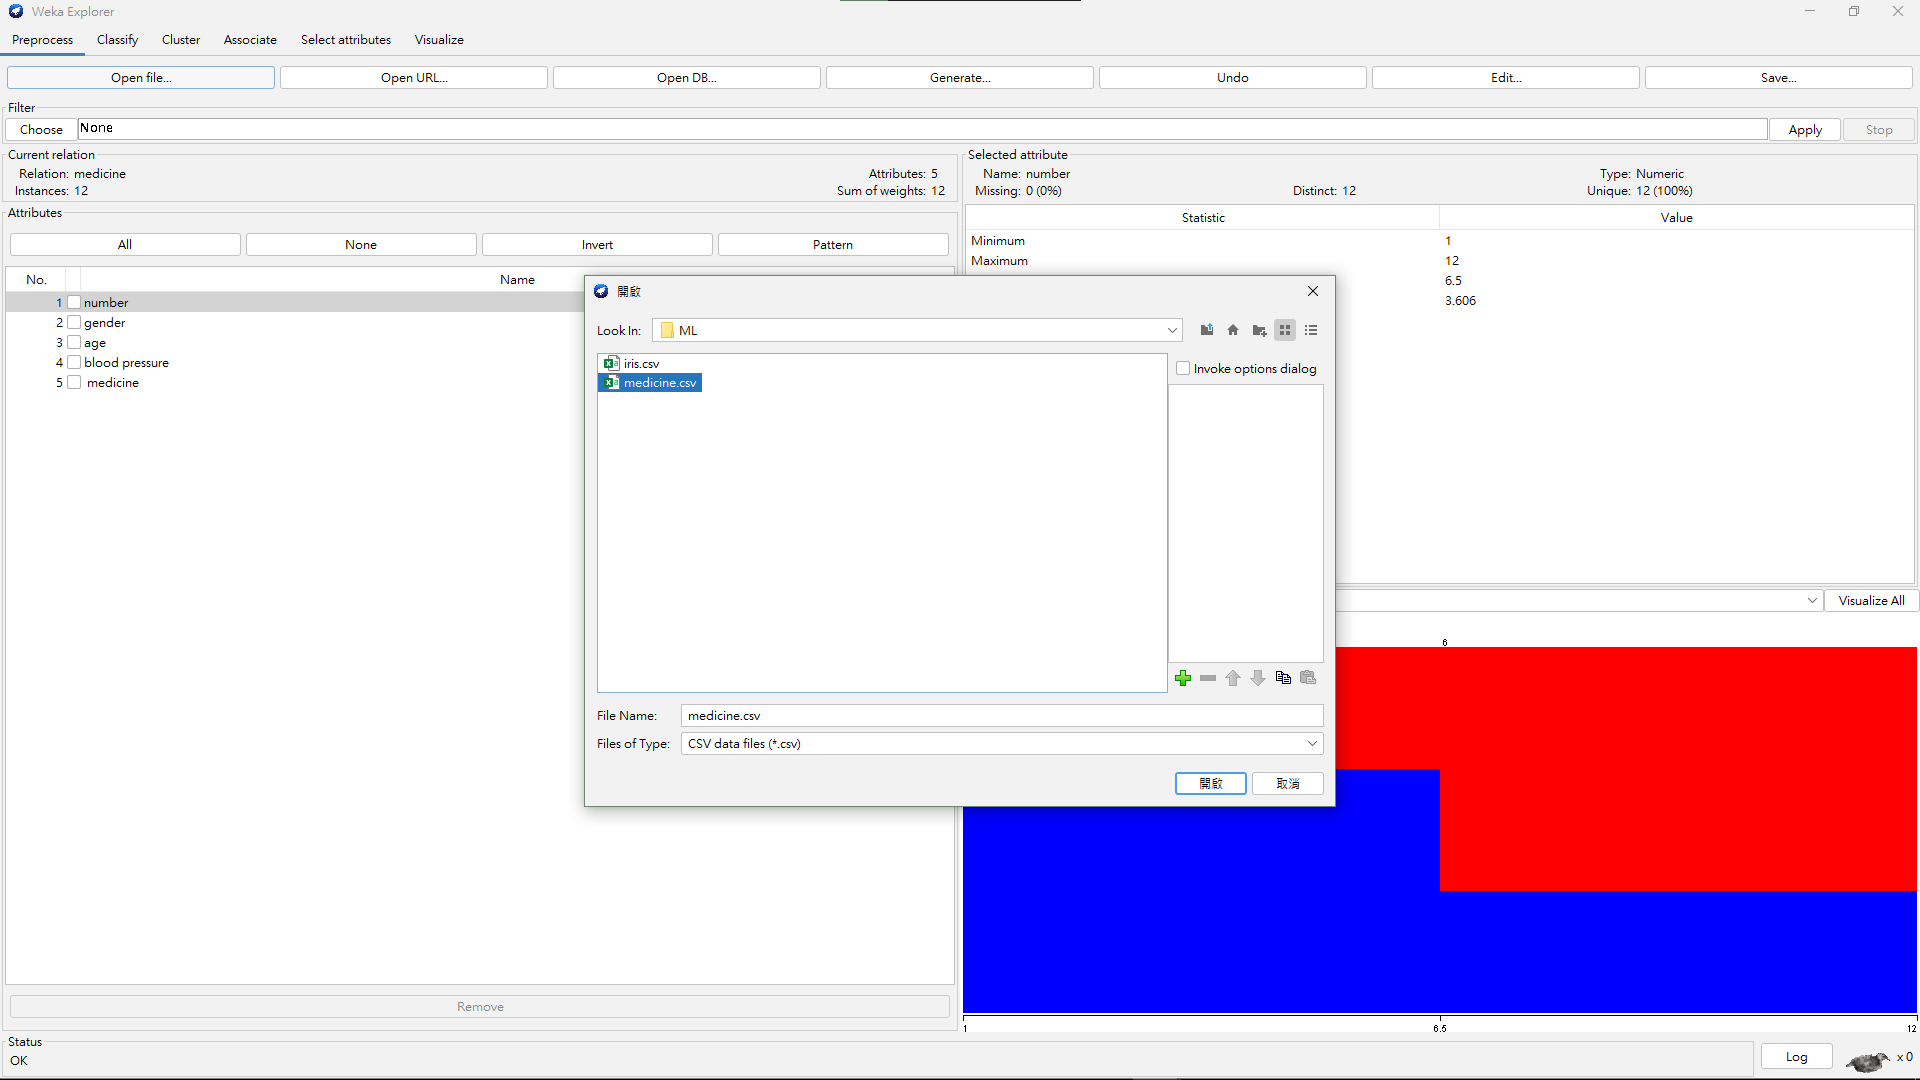 Weka Explorer
Preprocess Classify Cluster Associate Select attributes Visualize
Open file... Open URL... Open DB... Generate... Undo Edit... Save...
Filter
Choose None Apply Stop
Current relation
Relation: medicine Attributes: 5
Instances: 12 Sum of weights: 12
Selected attribute
Name: number Type: Numeric
Missing: 0 (0%) Distinct: 12 Unique: 12 (100%)
Attributes
All None Invert Pattern
No. Name
1 number
2 gender
3 age
4 blood pressure
5 medicine
Remove
Statistic Value
Minimum 1
Maximum 12
6.5
3.606
開啟
Look In: ML
iris.csv
medicine.csv
Invoke options dialog
File Name: medicine.csv
Files of Type: CSV data files (*.csv)
開啟 取消
Visualize All
6
1 6.5 12
Status
OK
Log x 0